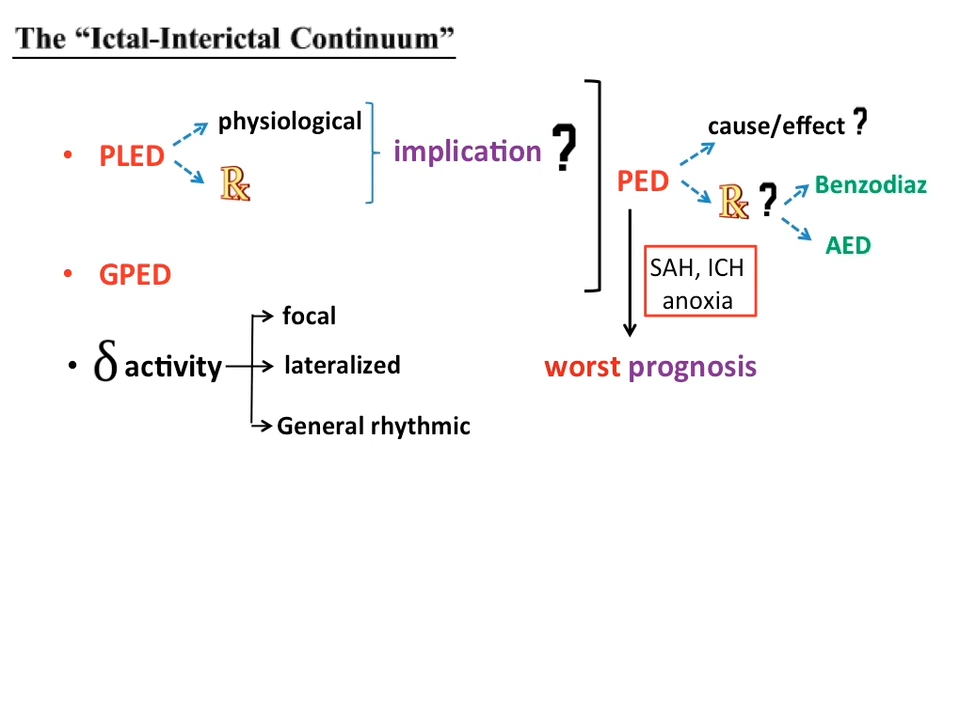 The “Ictal-Interictal Continuum”
• PLED
physiological
℞
implication ?
• GPED
• δ activity
focal
lateralized
General rhythmic
PED
cause/effect ?
℞ ?
Benzodiaz
AED
SAH, ICH
anoxia
worst prognosis